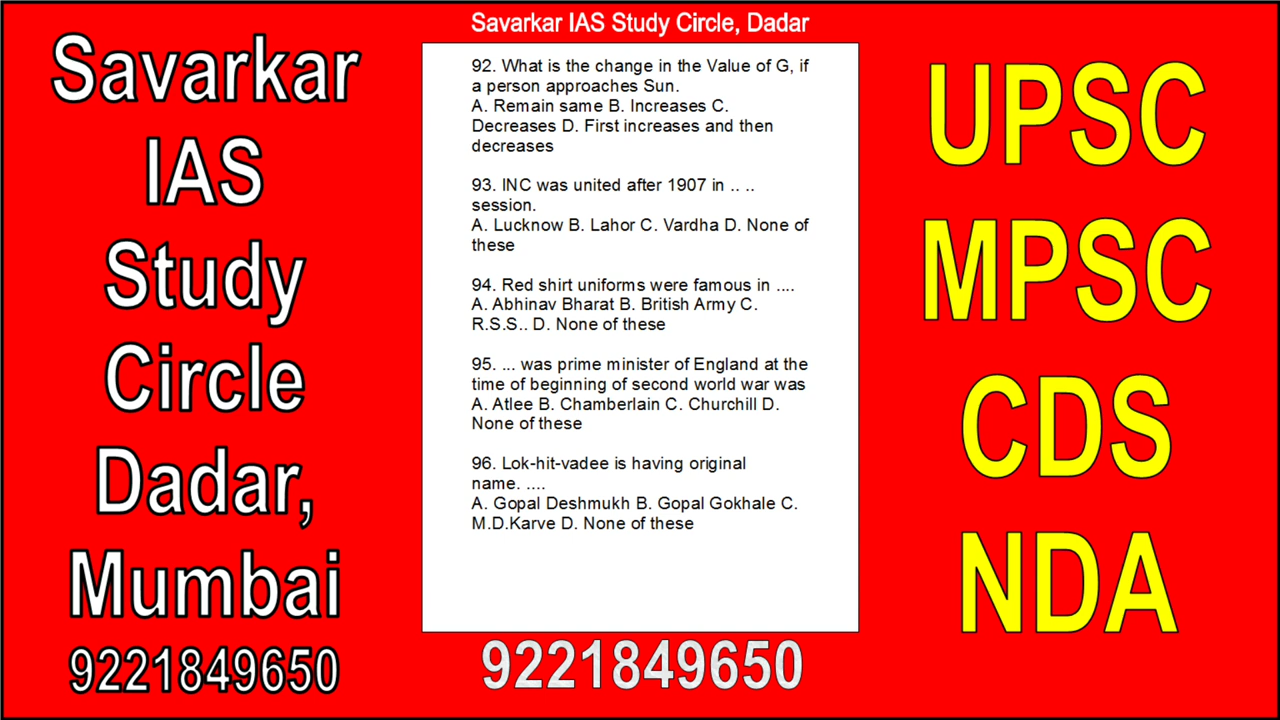 Savarkar IAS Study Circle, Dadar
Savarkar
IAS
Study
Circle
Dadar,
Mumbai
9221849650
92. What is the change in the Value of G, if
a person approaches Sun.
A. Remain same B. Increases C.
Decreases D. First increases and then
decreases
93. INC was united after 1907 in .. ..
session.
A. Lucknow B. Lahor C. Vardha D. None of
these
94. Red shirt uniforms were famous in ....
A. Abhinav Bharat B. British Army C.
R.S.S.. D. None of these
95. ... was prime minister of England at the
time of beginning of second world war was
A. Atlee B. Chamberlain C. Churchill D.
None of these
96. Lok-hit-vadee is having original
name. ....
A. Gopal Deshmukh B. Gopal Gokhale C.
M.D.Karve D. None of these
9221849650
UPSC
MPSC
CDS
NDA